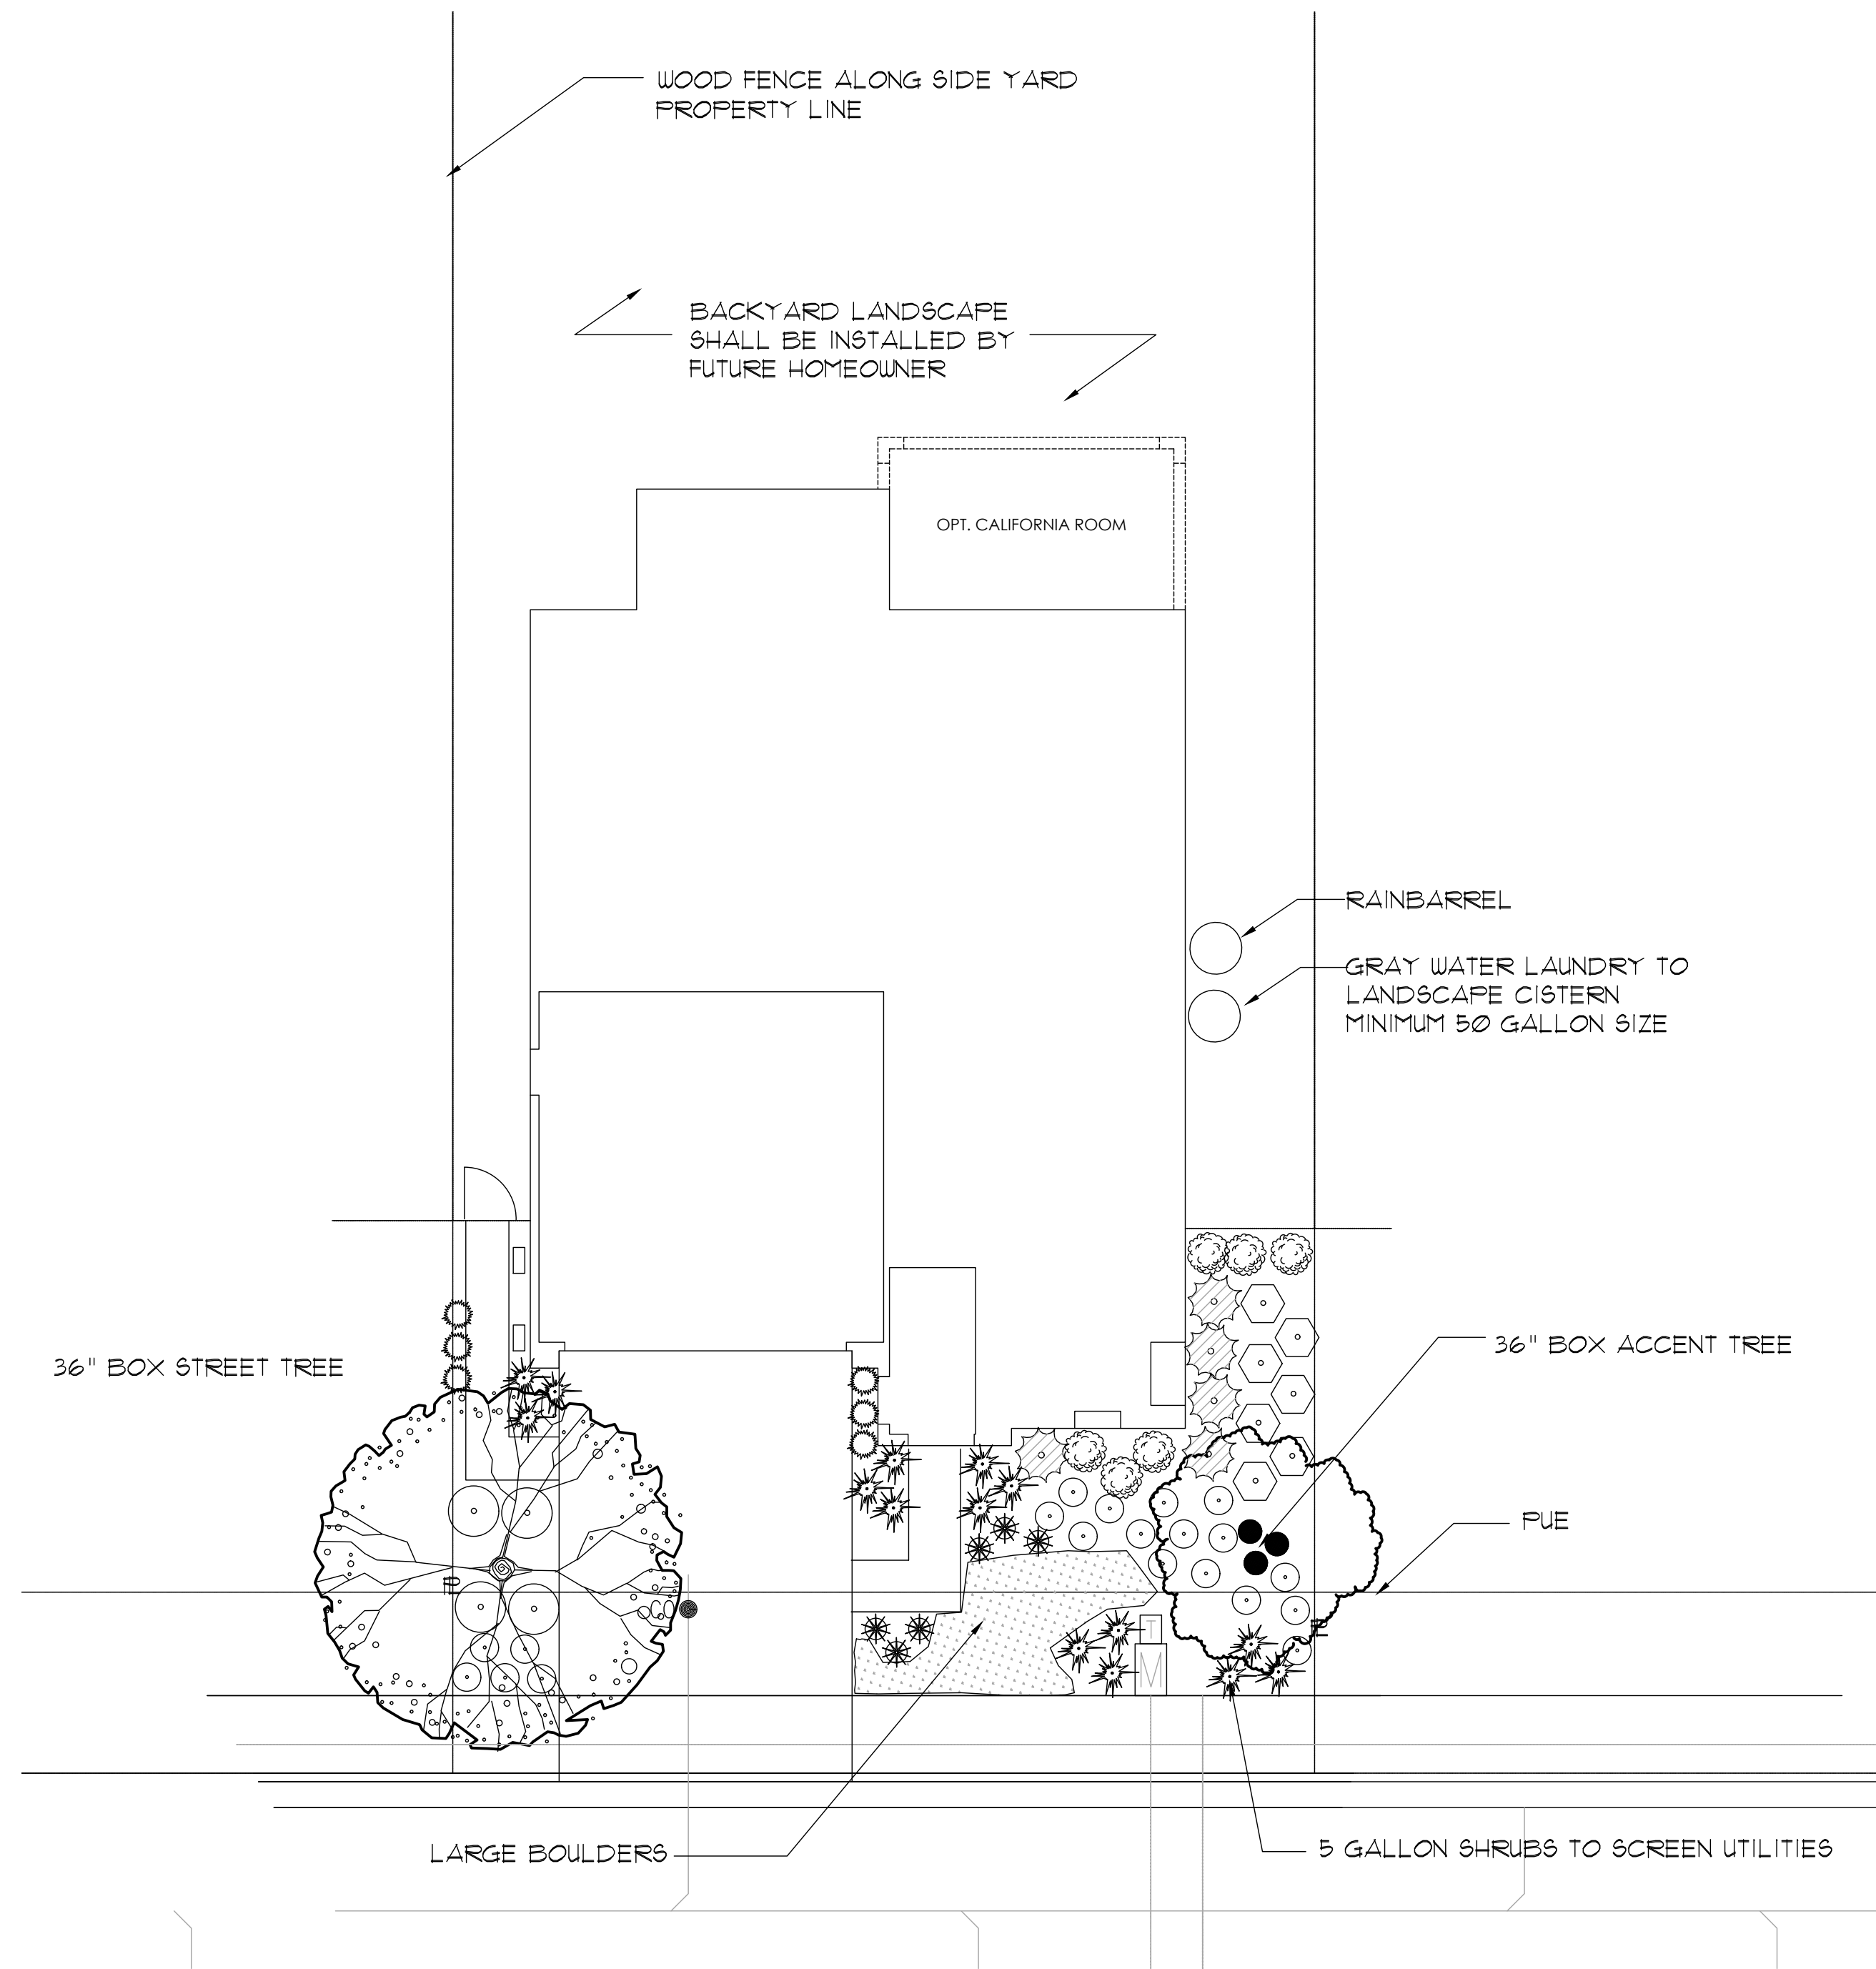 WOOD FENCE ALONG SIDE YARD
PROPERTY LINE
BACKYARD LANDSCAPE
SHALL BE INSTALLED BY
FUTURE HOMEOWNER
OPT. CALIFORNIA ROOM
RAINBARREL
GRAY WATER LAUNDRY TO
LANDSCAPE CISTERN
MINIMUM 50 GALLON SIZE
36" BOX STREET TREE
36" BOX ACCENT TREE
PUE
CO
T
M
LARGE BOULDERS
5 GALLON SHRUBS TO SCREEN UTILITIES